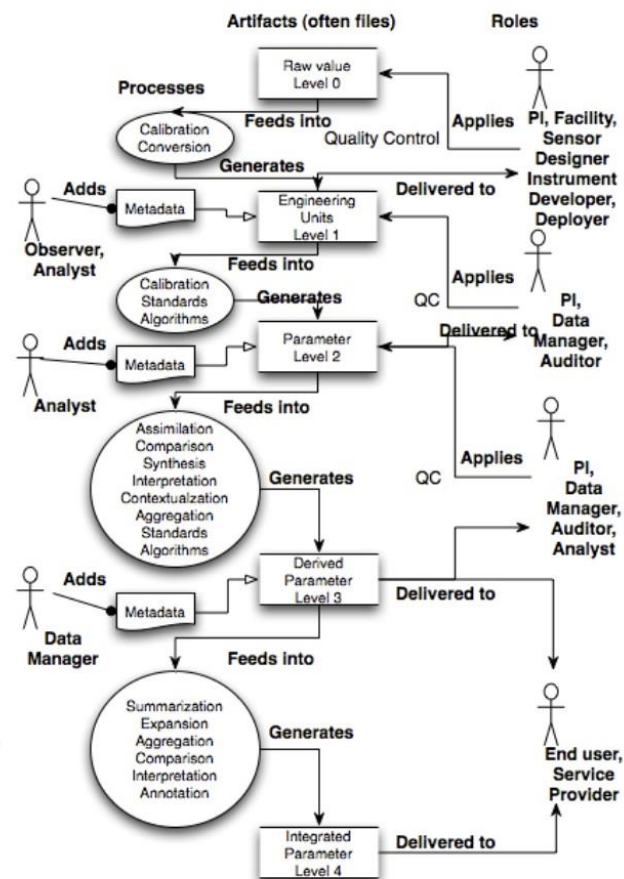 Artifacts (often files)
Roles
Processes
Raw value
Level 0
Feeds into
Quality Control
Applies
PI, Facility,
Sensor
Designer
Instrument
Developer,
Deployer
Calibration
Conversion
Generates
Delivered to
Adds
Metadata
Observer,
Analyst
Engineering
Units
Level 1
Feeds into
Applies
QC
PI,
Data
Manager,
Auditor
Calibration
Standards
Algorithms
Generates
Delivered to
Adds
Metadata
Analyst
Parameter
Level 2
Feeds into
Assimilation
Comparison
Synthesis
Interpretation
Contextualzation
Aggregation
Standards
Algorithms
Generates
Applies
QC
PI,
Data
Manager,
Auditor,
Analyst
Adds
Metadata
Data
Manager
Derived
Parameter
Level 3
Delivered to
Feeds into
Summarization
Expansion
Aggregation
Comparison
Interpretation
Annotation
Generates
End user,
Service
Provider
Integrated
Parameter
Level 4
Delivered to